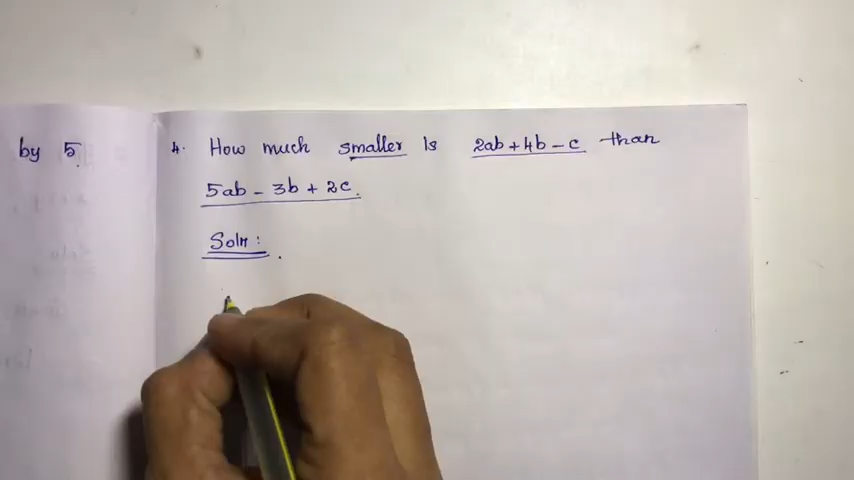 by 5.
4. How much smaller is 2ab + 4b - c than
5ab - 3b + 2c.
Soln :